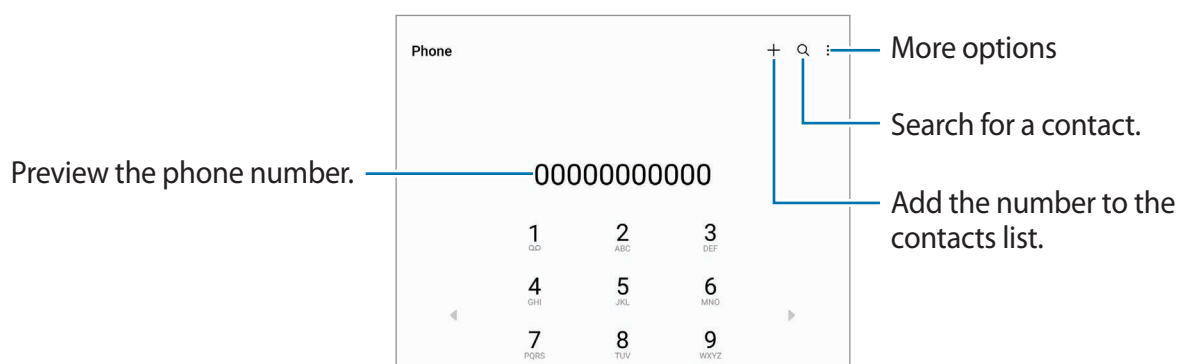 Phone
More options
Search for a contact.
Preview the phone number.
00000000000
Add the number to the
contacts list.
1 2 3
ABC DEF
4 5 6
GHI JKL MNO
7 8 9
PQRS TUV WXYZ